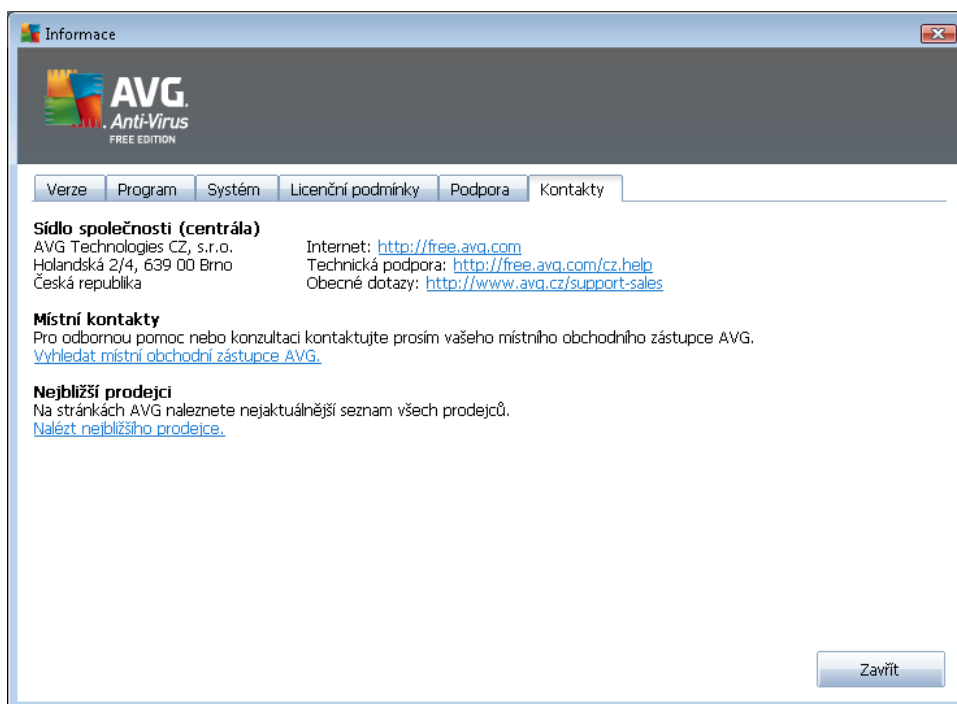 Informace
AVG.
Anti-Virus
FREE EDITION
Verze Program Systém Licenční podmínky Podpora Kontakty
Sídlo společnosti (centrála)
AVG Technologies CZ, s.r.o. Internet: http://free.avg.com
Holandská 2/4, 639 00 Brno Technická podpora: http://free.avg.com/cz.help
Česká republika Obecné dotazy: http://www.avg.cz/support-sales
Místní kontakty
Pro odbornou pomoc nebo konzultaci kontaktujte prosím vašeho místního obchodního zástupce AVG.
Vyhledat místní obchodní zástupce AVG.
Nejbližší prodejci
Na stránkách AVG naleznete nejaktuálnější seznam všech prodejců.
Nalézt nejbližšího prodejce.
Zavřít